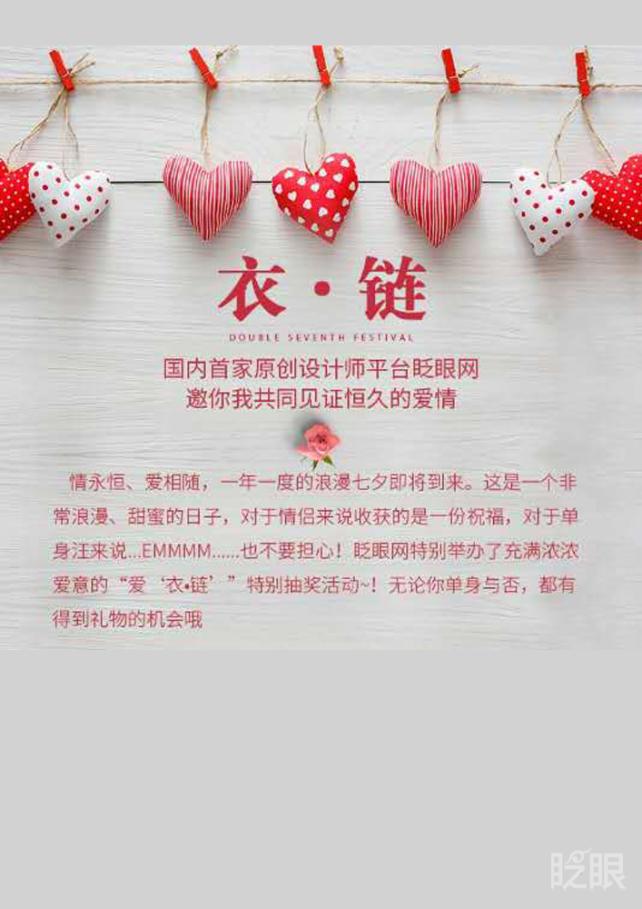 衣·链
DOUBLE SEVENTH FESTIVAL
国内首家原创设计师平台眨眼网
邀你我共同见证恒久的爱情
情永恒、爱相随，一年一度的浪漫七夕即将到来。这是一个非
常浪漫、甜蜜的日子，对于情侣来说收获的是一份祝福，对于单
身汪来说...EMMMM......也不要担心！眨眼网特别举办了充满浓浓
爱意的“爱‘衣•链’”特别抽奖活动~！无论你单身与否，都有
得到礼物的机会哦
眨眼